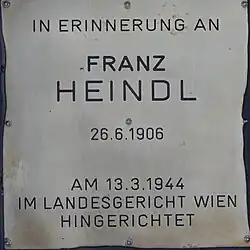 IN ERINNERUNG AN
FRANZ
HEINDL
26.6.1906
AM 13.3.1944
IM LANDESGERICHT WIEN
HINGERICHTET